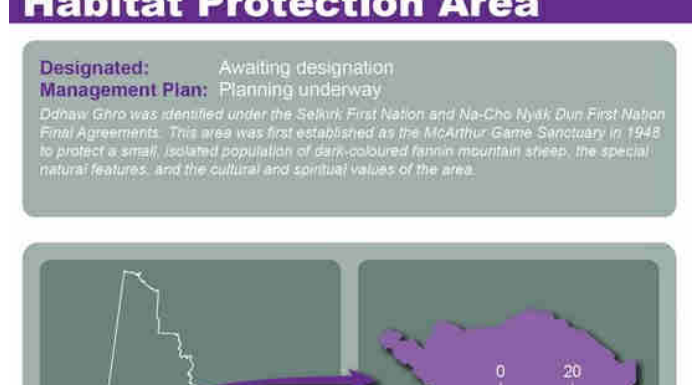 Habitat Protection Area
Designated: Awaiting designation
Management Plan: Planning underway
Ddhaw Ghro was identified under the Selkirk First Nation and Na-Cho Nyäk Dun First Nation
Final Agreements. This area was first established as the McArthur Game Sanctuary in 1948
to protect a small, isolated population of dark-coloured fannin mountain sheep, the special
natural features, and the cultural and spiritual values of the area.
0 20